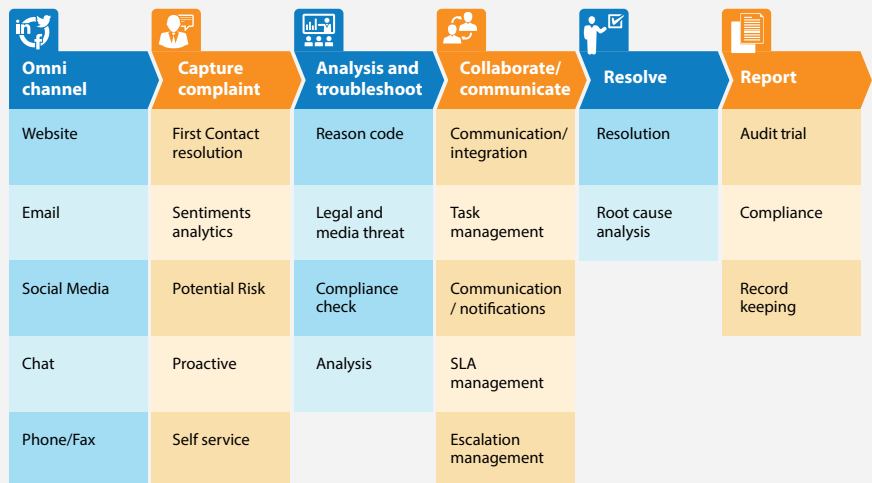 in
f
Omni
channel
Capture
complaint
Analysis and
troubleshoot
Collaborate/
communicate
Resolve
Report
Website
First Contact
resolution
Reason code
Communication/
integration
Resolution
Audit trial
Email
Sentiments
analytics
Legal and
media threat
Task
management
Root cause
analysis
Compliance
Social Media
Potential Risk
Compliance
check
Communication
/ notifications
Record
keeping
Chat
Proactive
Analysis
SLA
management
Phone/Fax
Self service
Escalation
management